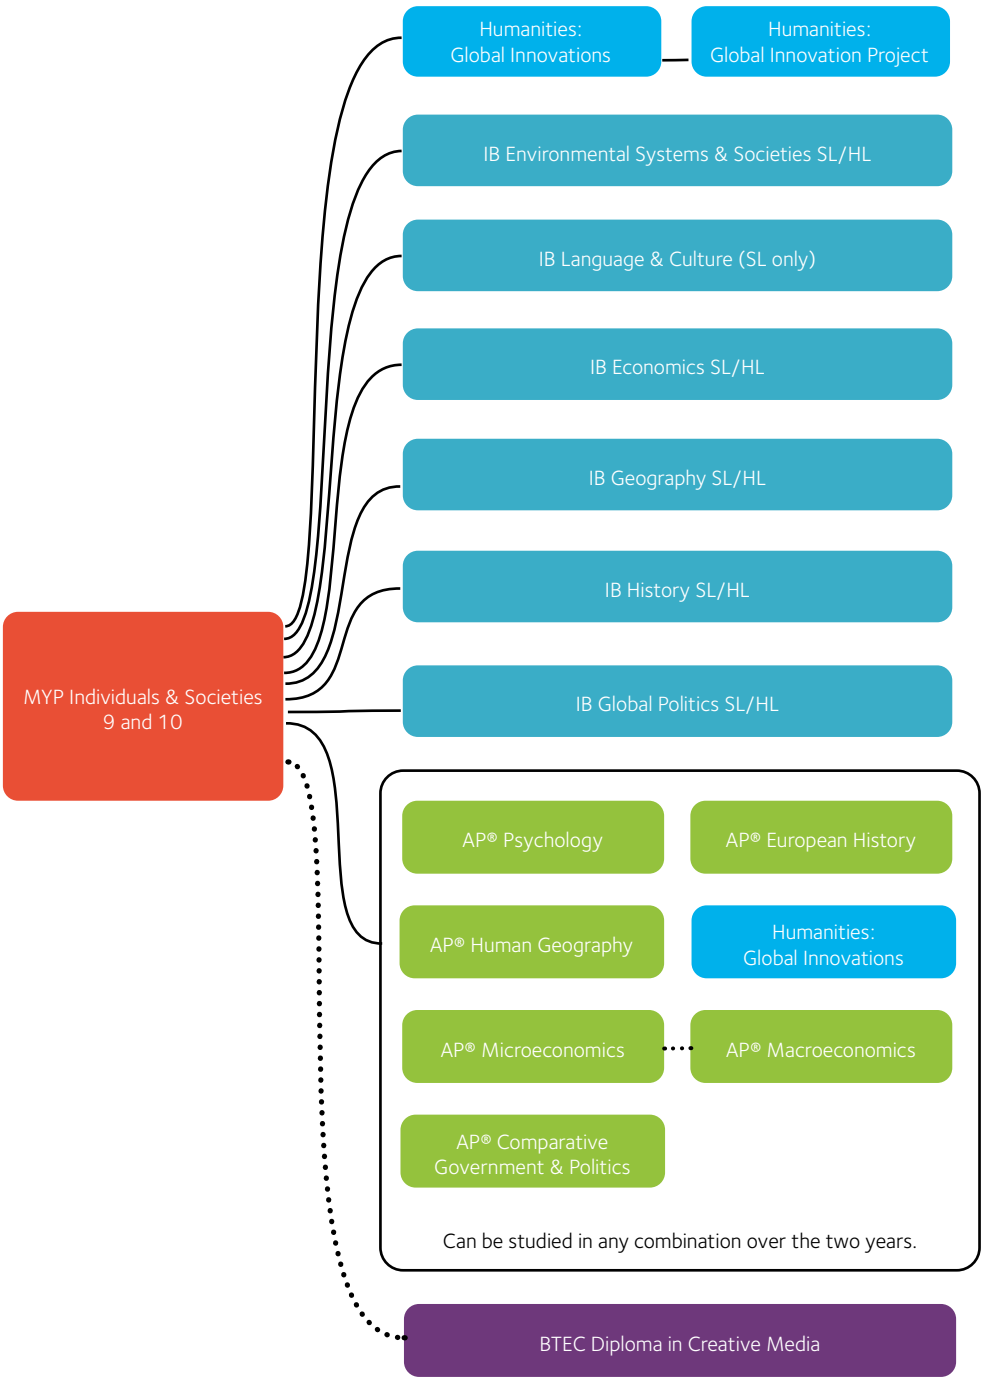 Humanities:
Global Innovations
Humanities:
Global Innovation Project
IB Environmental Systems & Societies SL/HL
IB Language & Culture (SL only)
IB Economics SL/HL
IB Geography SL/HL
IB History SL/HL
MYP Individuals & Societies
9 and 10
IB Global Politics SL/HL
AP® Psychology
AP® European History
AP® Human Geography
Humanities:
Global Innovations
AP® Microeconomics
AP® Macroeconomics
AP® Comparative
Government & Politics
Can be studied in any combination over the two years.
BTEC Diploma in Creative Media